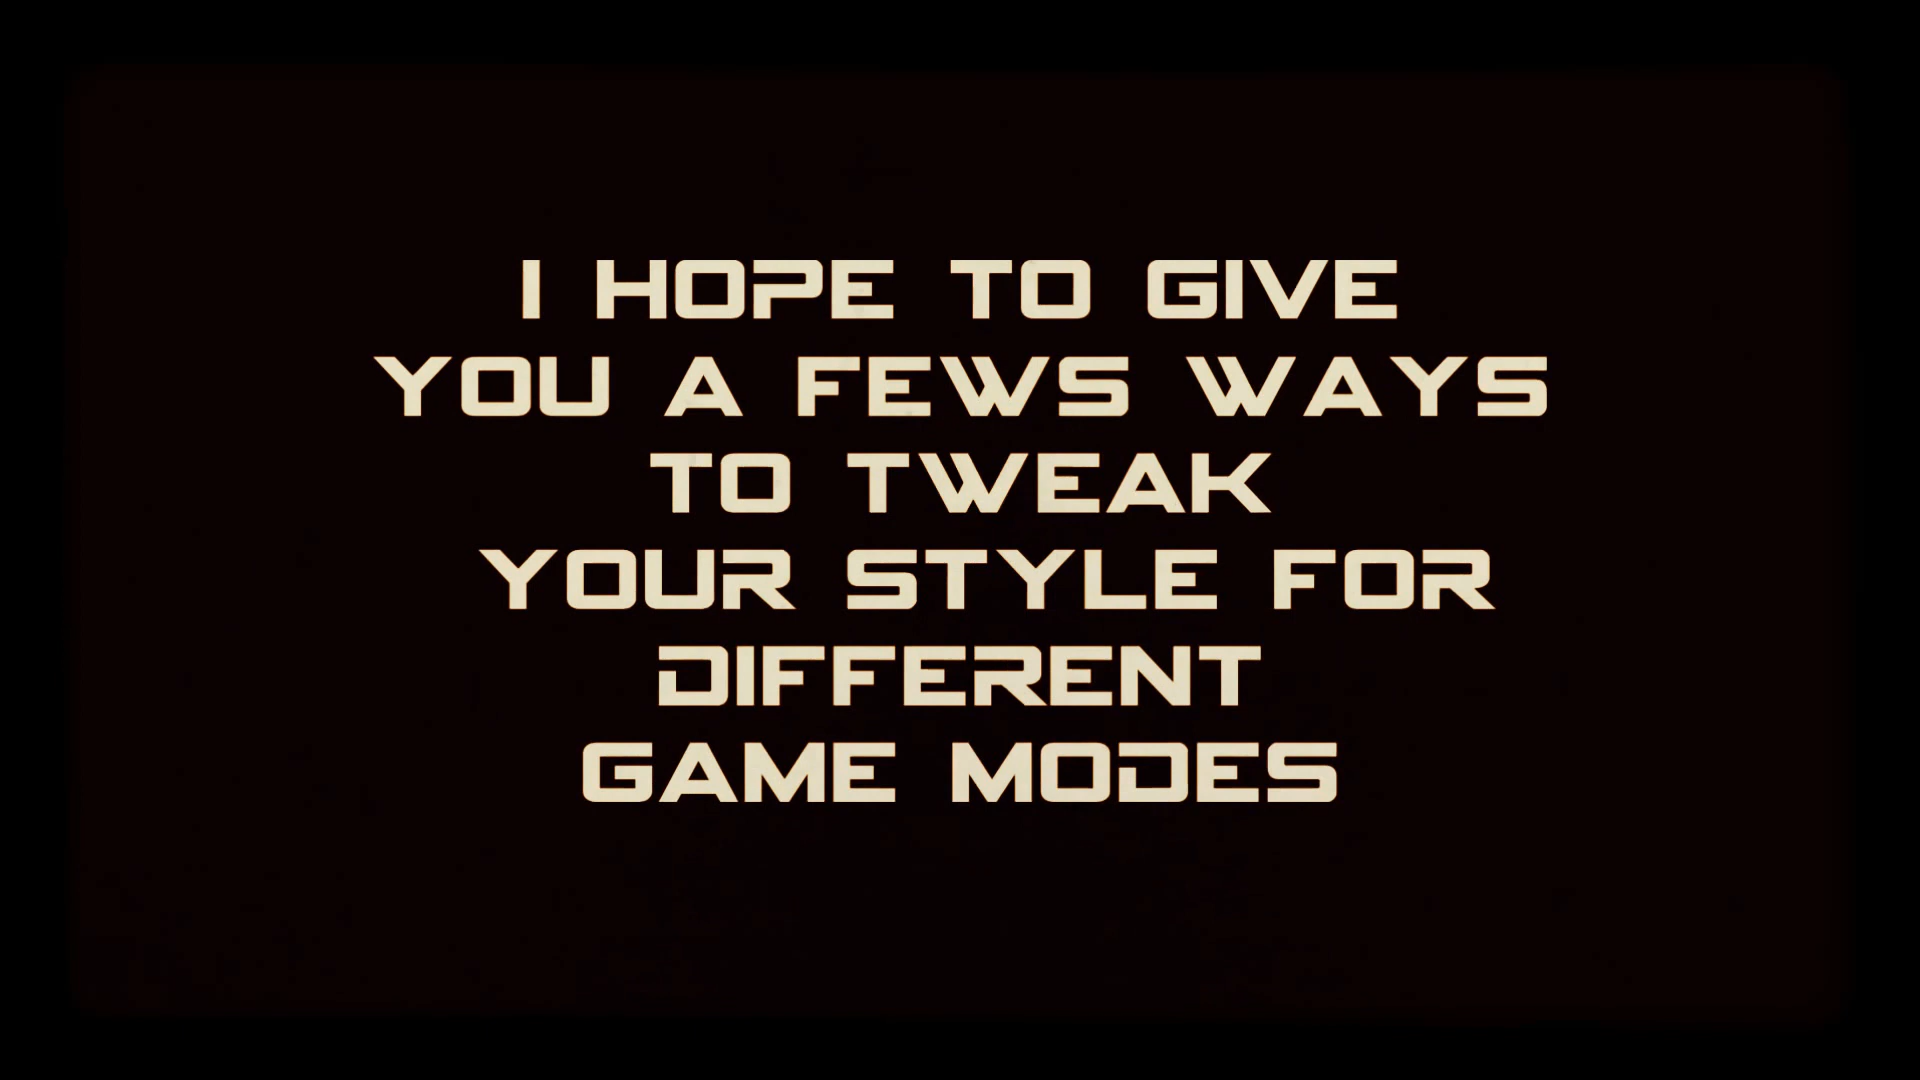 I HOPE TO GIVE
YOU A FEWS WAYS
TO TWEAK
YOUR STYLE FOR
DIFFERENT
GAME MODES